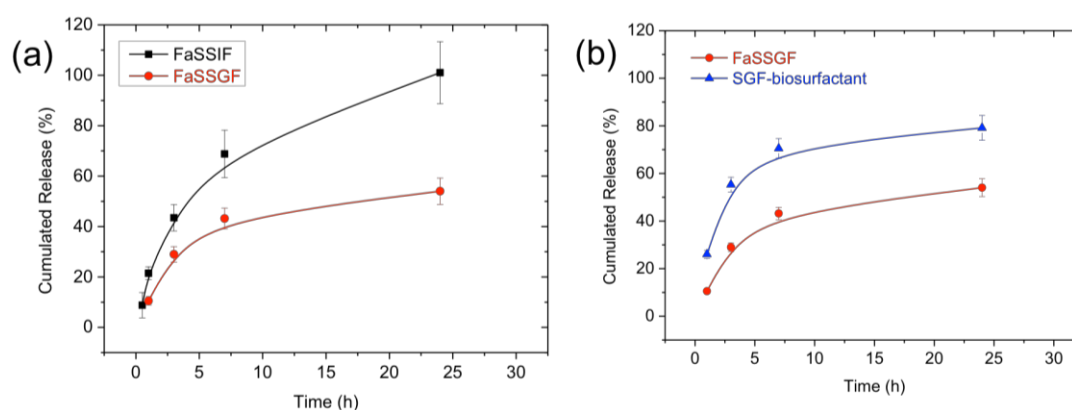 (a)
FaSSIF
FaSSGF
Cumulated Release (%)
120
100
80
60
40
20
0
0 5 10 15 20 25 30
Time (h)
(b)
FaSSGF
SGF-biosurfactant
Cumulated Release (%)
120
100
80
60
40
20
0
0 5 10 15 20 25 30
Time (h)